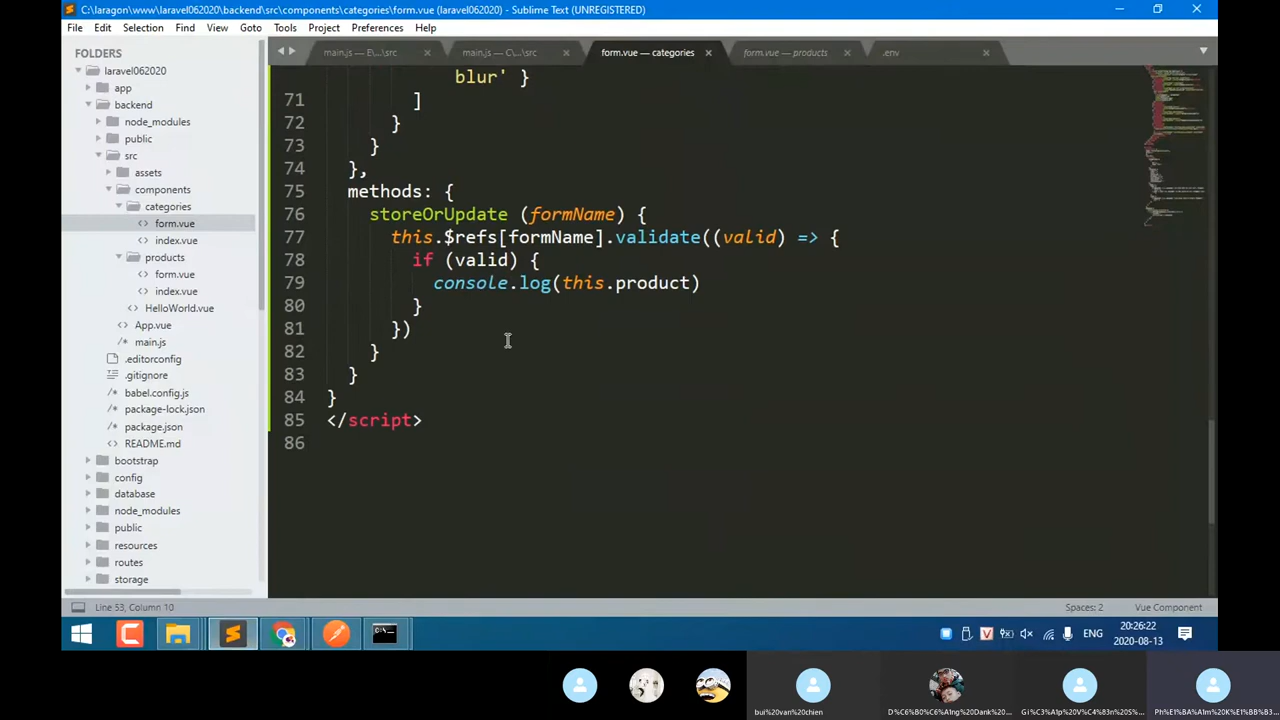 C:\laragon\www\laravel062020\backend\src\components\categories\form.vue (laravel062020) - Sublime Text (UNREGISTERED)
File Edit Selection Find View Goto Tools Project Preferences Help
FOLDERS
laravel062020
app
backend
node_modules
public
src
assets
components
categories
form.vue
index.vue
products
form.vue
index.vue
HelloWorld.vue
App.vue
main.js
.editorconfig
.gitignore
babel.config.js
package-lock.json
package.json
README.md
bootstrap
config
database
node_modules
public
resources
routes
storage
main.js — E\...\src
main.js — C\...\src
form.vue — categories
form.vue — products
.env
blur' }
71 ]
72 }
73 }
74 },
75 methods: {
76 storeOrUpdate (formName) {
77 this.$refs[formName].validate((valid) => {
78 if (valid) {
79 console.log(this.product)
80 }
81 })
82 }
83 }
84 }
85 </script>
86
Line 53, Column 10
Spaces: 2
Vue Component
ENG
20:26:22
2020-08-13
bui%20van%20chien
D%C6%B0%C6%A1ng%20Dank%20...
Gi%C3%A1p%20V%C4%83n%20S...
Ph%E1%BA%A1m%20K%E1%BB%B3...